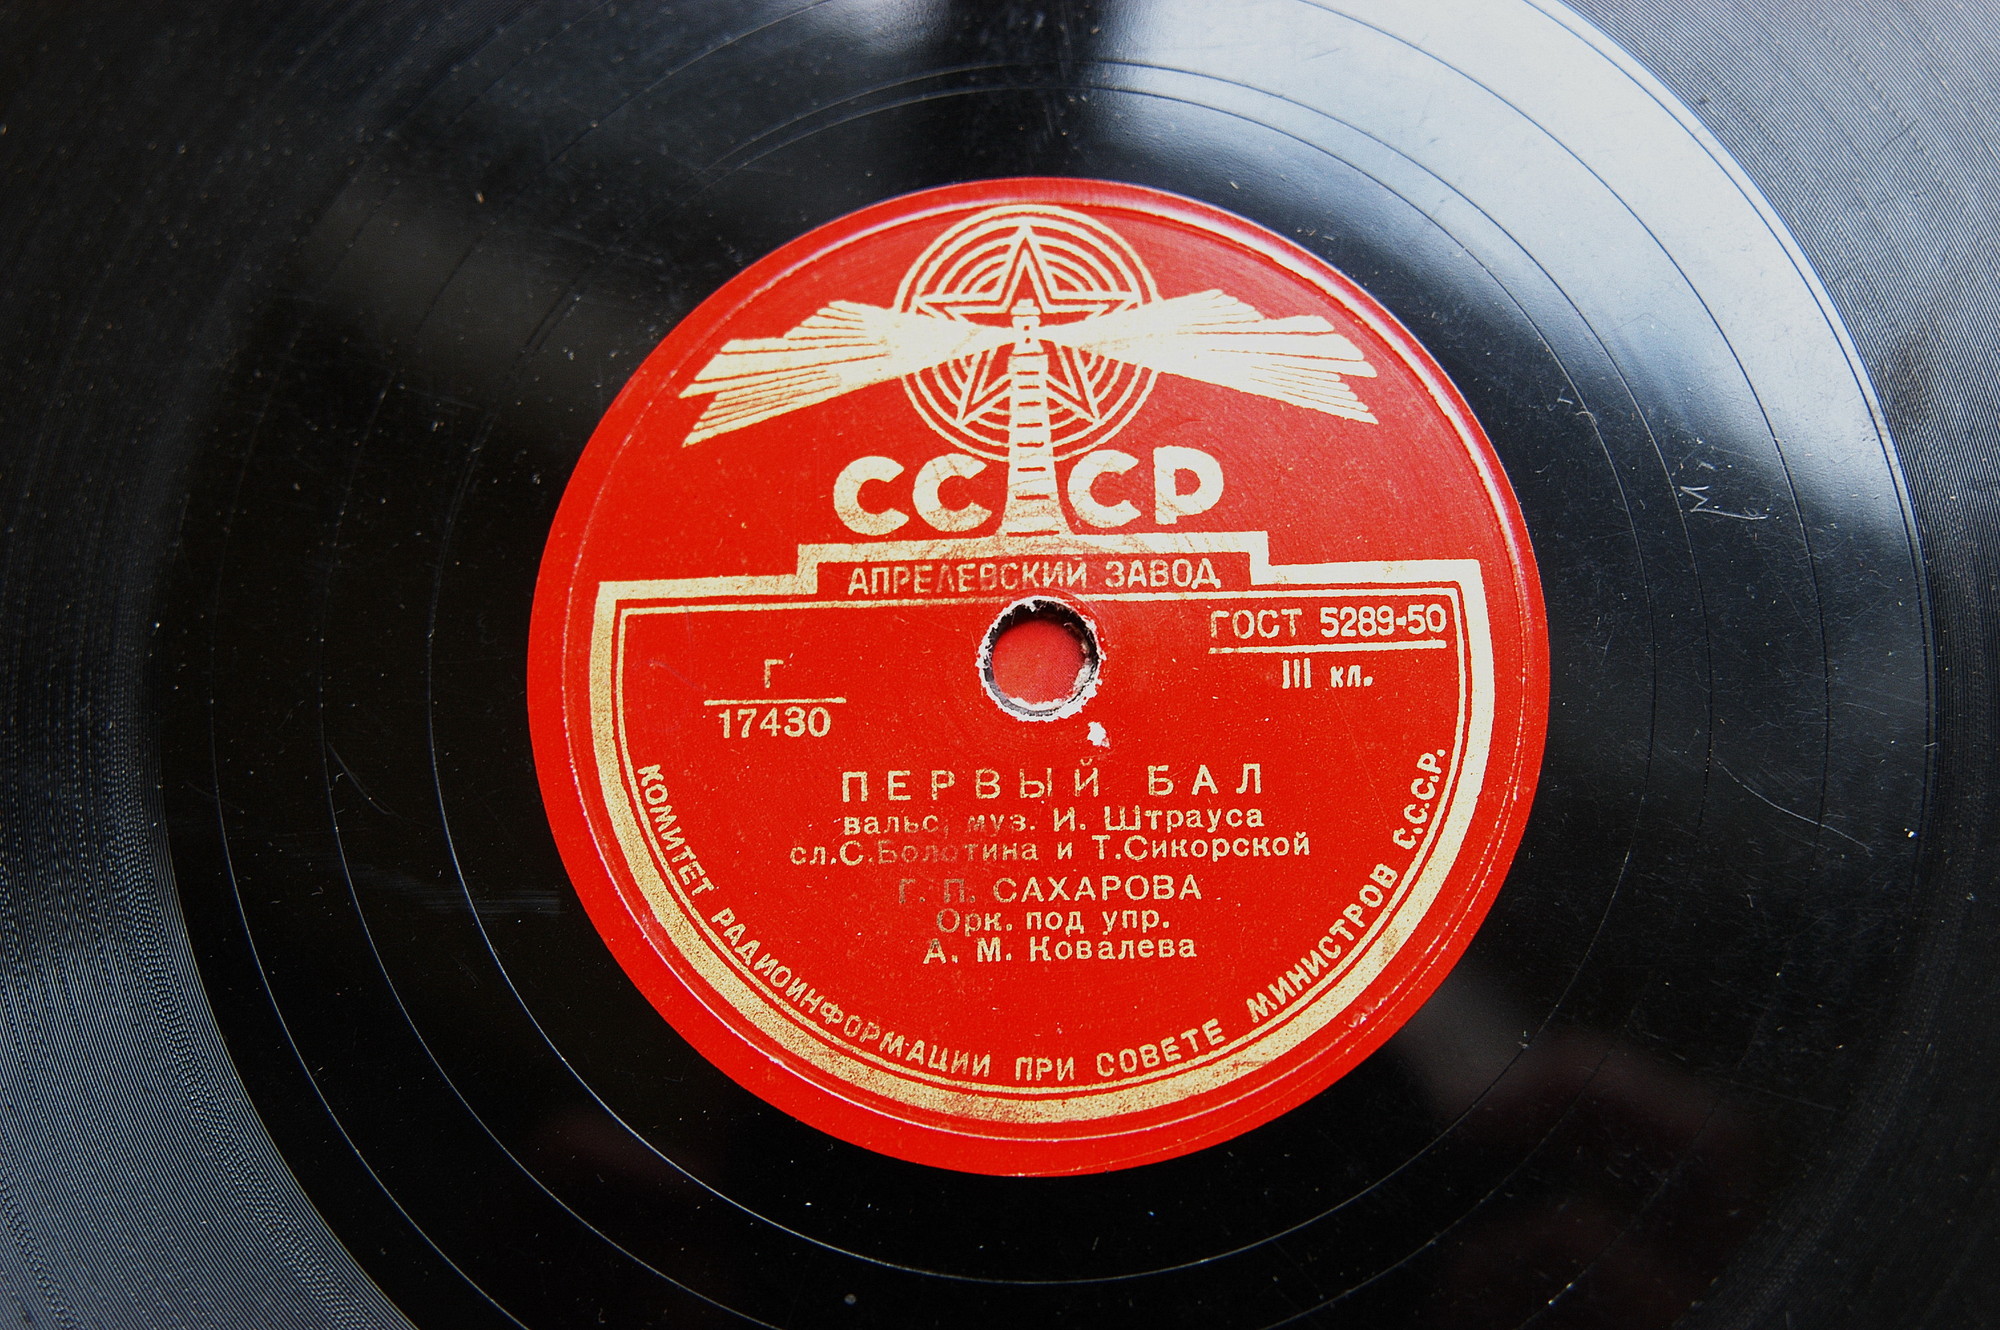 СССР
АПРЕЛЕВСКИЙ ЗАВОД
ГОСТ 5289-50
III кл.
Г
17430
ПЕРВЫЙ БАЛ
вальс, муз. И. Штрауса
сл.С.Болотина и Т.Сикорской
Г. П. САХАРОВА
Орк. под упр.
А. М. Ковалева
КОМИТЕТ РАДИОИНФОРМАЦИИ ПРИ СОВЕТЕ МИНИСТРОВ С.С.С.Р.